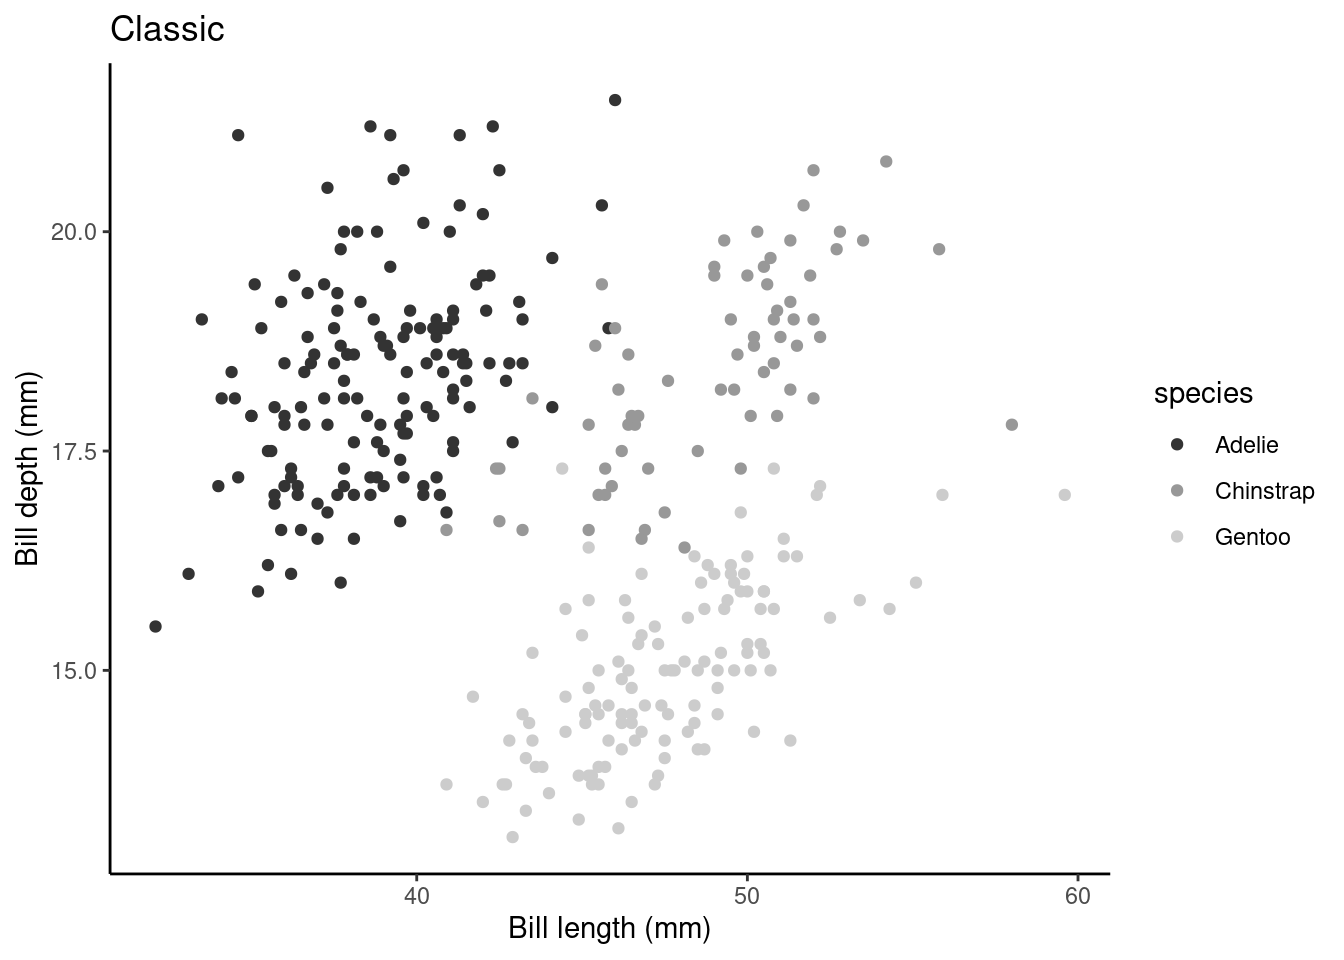 Classic
Bill depth (mm)
20.0
17.5
15.0
40
50
60
Bill length (mm)
species
Adelie
Chinstrap
Gentoo